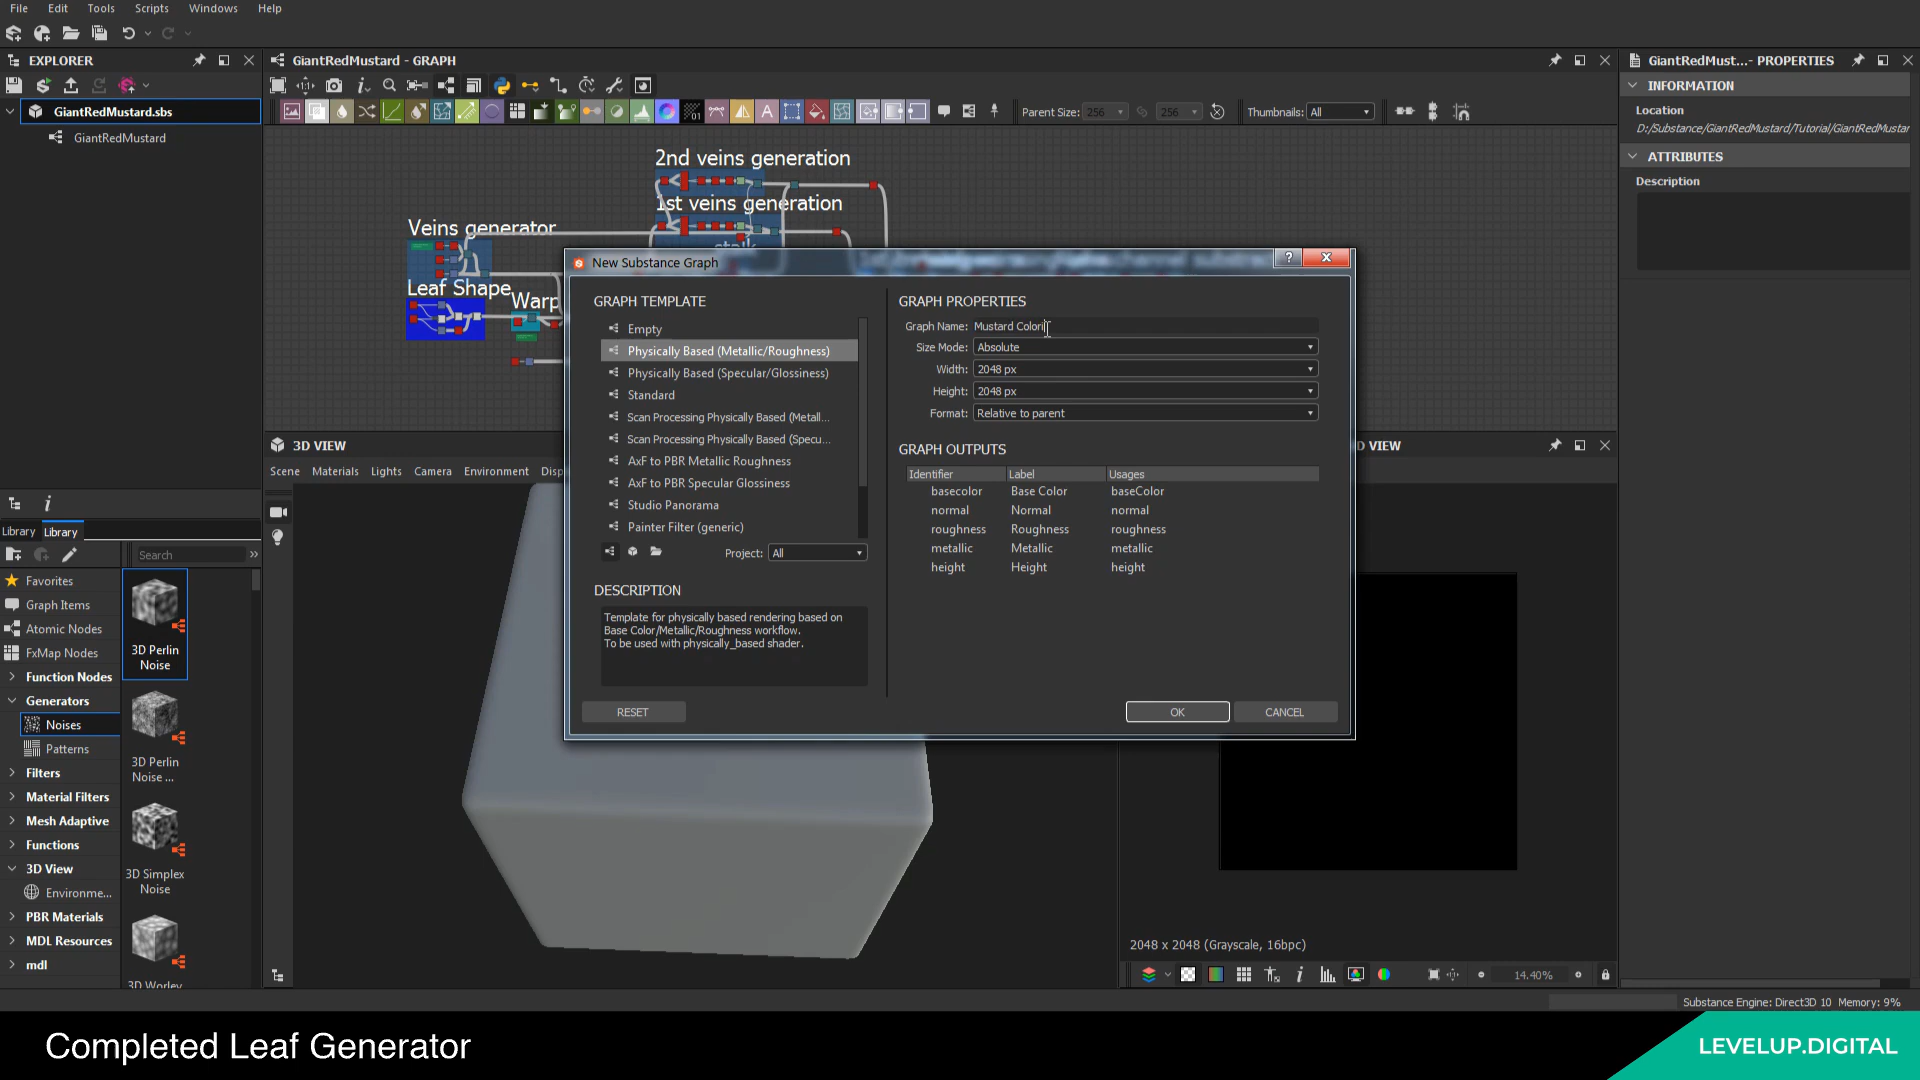 File Edit Tools Scripts Windows Help
EXPLORER
GiantRedMustard - GRAPH
GiantRedMust...- PROPERTIES
INFORMATION
Location
D:/Substance/GiantRedMustard/Tutorial/GiantRedMustar
ATTRIBUTES
Description
GiantRedMustard.sbs
GiantRedMustard
Parent Size: 256 256 Thumbnails: All
2nd veins generation
1st veins generation
Veins generator
Leaf Shape
Warp
New Substance Graph
GRAPH TEMPLATE
Empty
Physically Based (Metallic/Roughness)
Physically Based (Specular/Glossiness)
Standard
Scan Processing Physically Based (Metall...
Scan Processing Physically Based (Specu...
AxF to PBR Metallic Roughness
AxF to PBR Specular Glossiness
Studio Panorama
Painter Filter (generic)
Project: All
DESCRIPTION
Template for physically based rendering based on
Base Color/Metallic/Roughness workflow.
To be used with physically_based shader.
RESET
GRAPH PROPERTIES
Graph Name: Mustard Colori
Size Mode: Absolute
Width: 2048 px
Height: 2048 px
Format: Relative to parent
GRAPH OUTPUTS
Identifier Label Usages
basecolor Base Color baseColor
normal Normal normal
roughness Roughness roughness
metallic Metallic metallic
height Height height
OK CANCEL
3D VIEW
Scene Materials Lights Camera Environment Disp
D VIEW
Library Library
Search
Favorites
Graph Items
Atomic Nodes
FxMap Nodes
Function Nodes
Generators
Noises
Patterns
Filters
Material Filters
Mesh Adaptive
Functions
3D View
Environme...
PBR Materials
MDL Resources
mdl
3D Perlin
Noise
3D Perlin
Noise ...
3D Simplex
Noise
3D Worley
2048 x 2048 (Grayscale, 16bpc)
14.40%
Substance Engine: Direct3D 10 Memory: 9%
Completed Leaf Generator
LEVELUP.DIGITAL